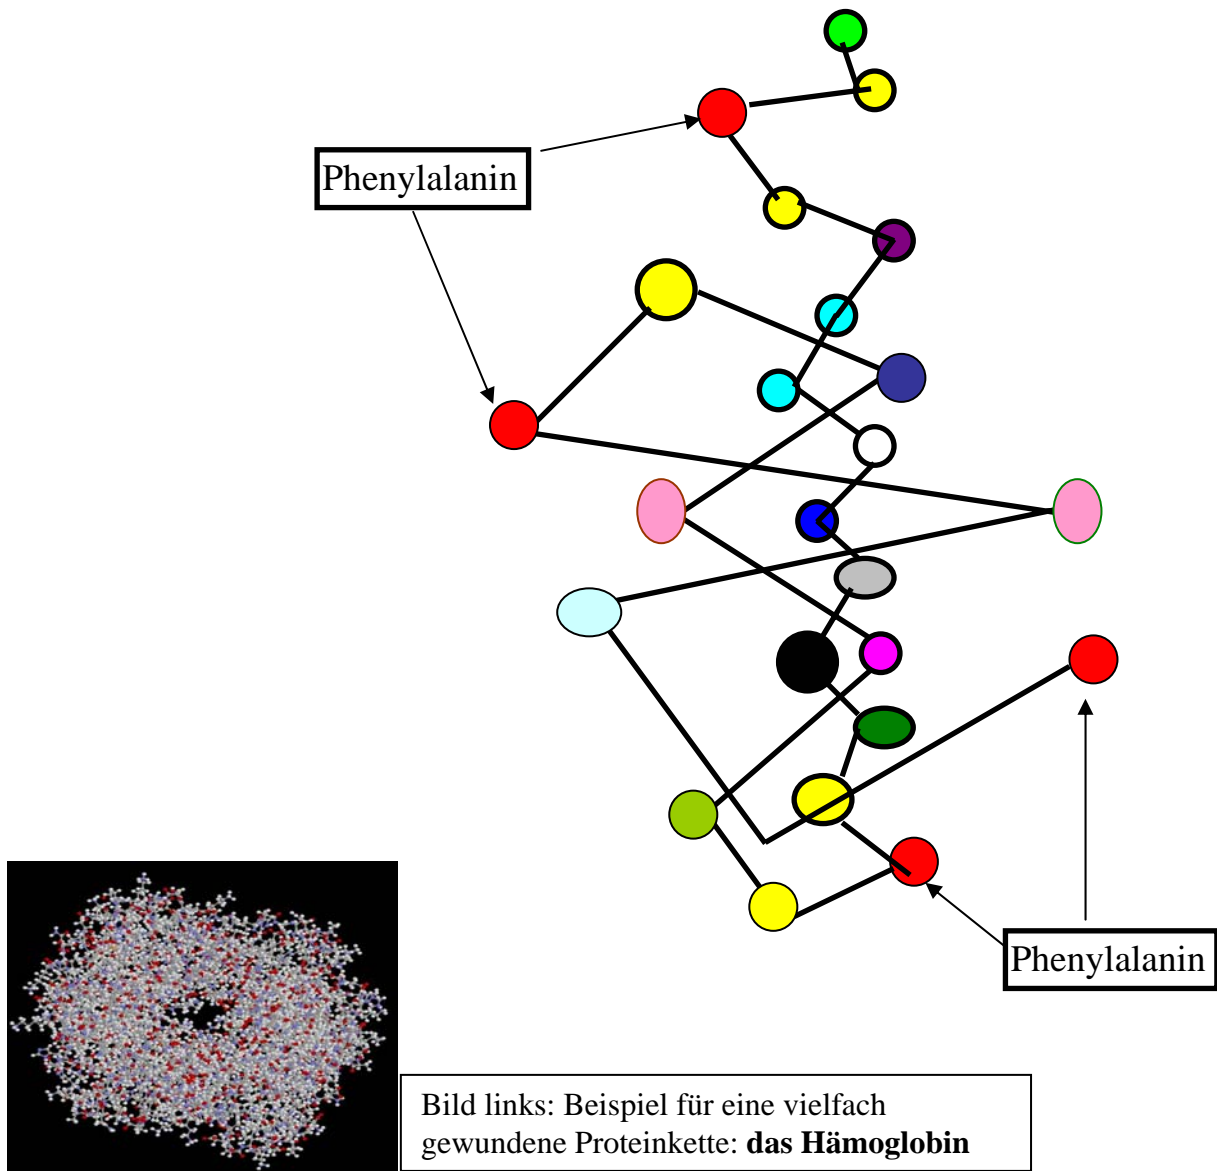 Phenylalanin
Phenylalanin
Bild links: Beispiel für eine vielfach
gewundene Proteinkette: das Hämoglobin